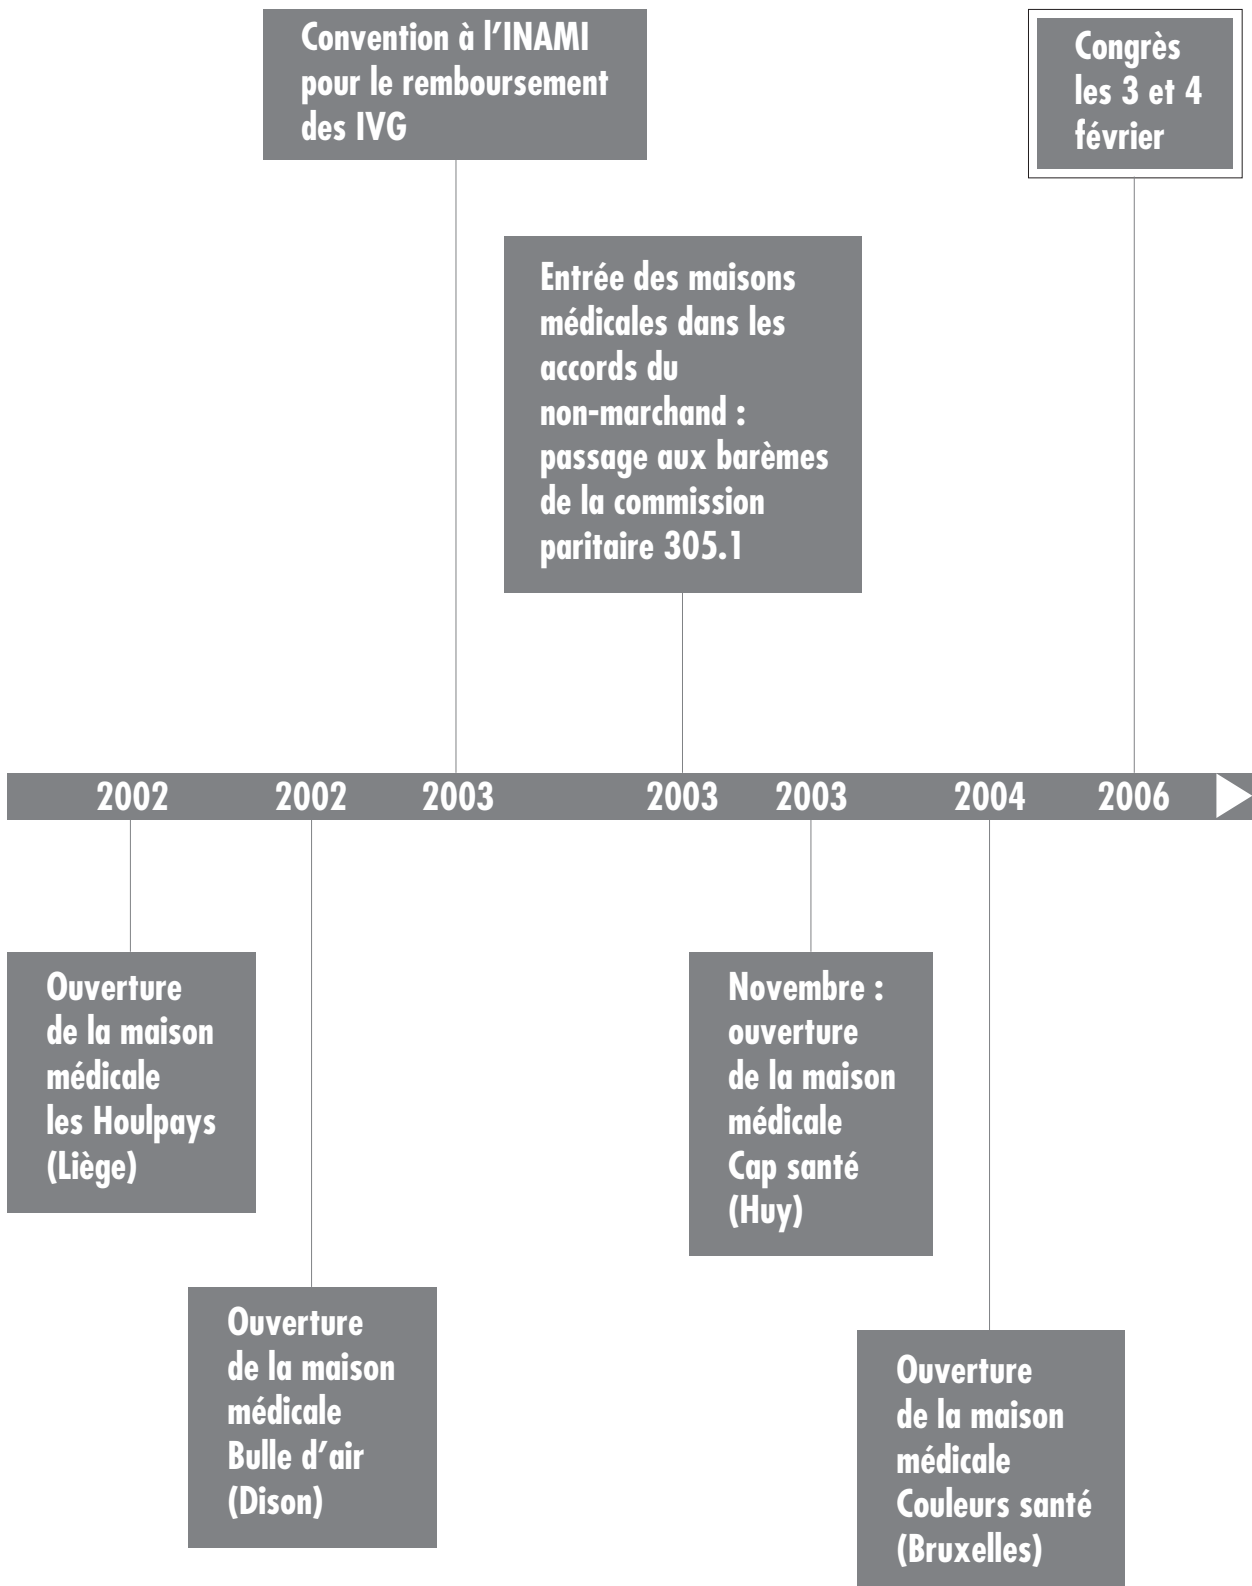 Convention à l’INAMI
pour le remboursement
des IVG
Congrès
les 3 et 4
février
Entrée des maisons
médicales dans les
accords du
non-marchand :
passage aux barèmes
de la commission
paritaire 305.1
2002
2002
2003
2003
2003
2004
2006
Ouverture
de la maison
médicale
les Houlpays
(Liège)
Novembre :
ouverture
de la maison
médicale
Cap santé
(Huy)
Ouverture
de la maison
médicale
Bulle d’air
(Dison)
Ouverture
de la maison
médicale
Couleurs santé
(Bruxelles)